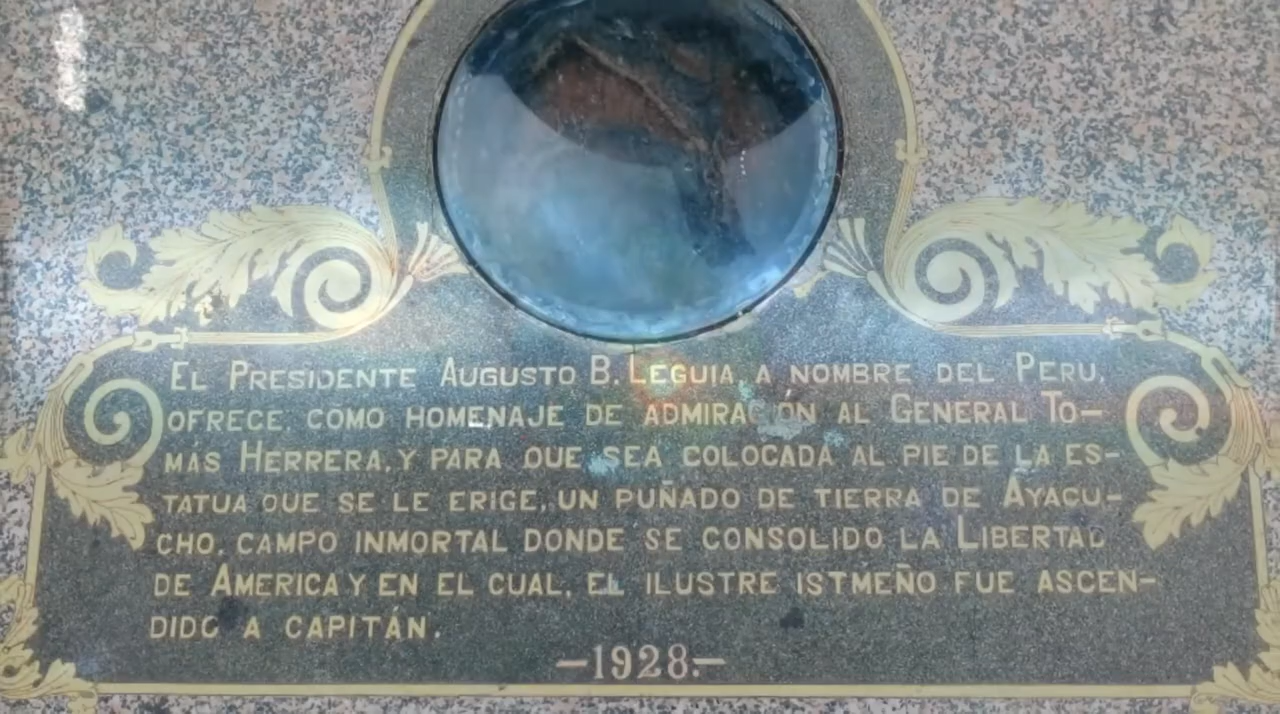 EL PRESIDENTE AUGUSTO B. LEGUIA, A NOMBRE DEL PERU,
OFRECE, COMO HOMENAJE DE ADMIRACION AL GENERAL TO-
MÁS HERRERA, Y PARA QUE SEA COLOCADA AL PIE DE LA ES-
TATUA QUE SE LE ERIGE, UN PUÑADO DE TIERRA DE AYACU-
CHO, CAMPO INMORTAL DONDE SE CONSOLIDO LA LIBERTAD
DE AMERICA Y EN EL CUAL, EL ILUSTRE ISTMEÑO FUE ASCEN-
DIDO A CAPITÁN.
—1928.—